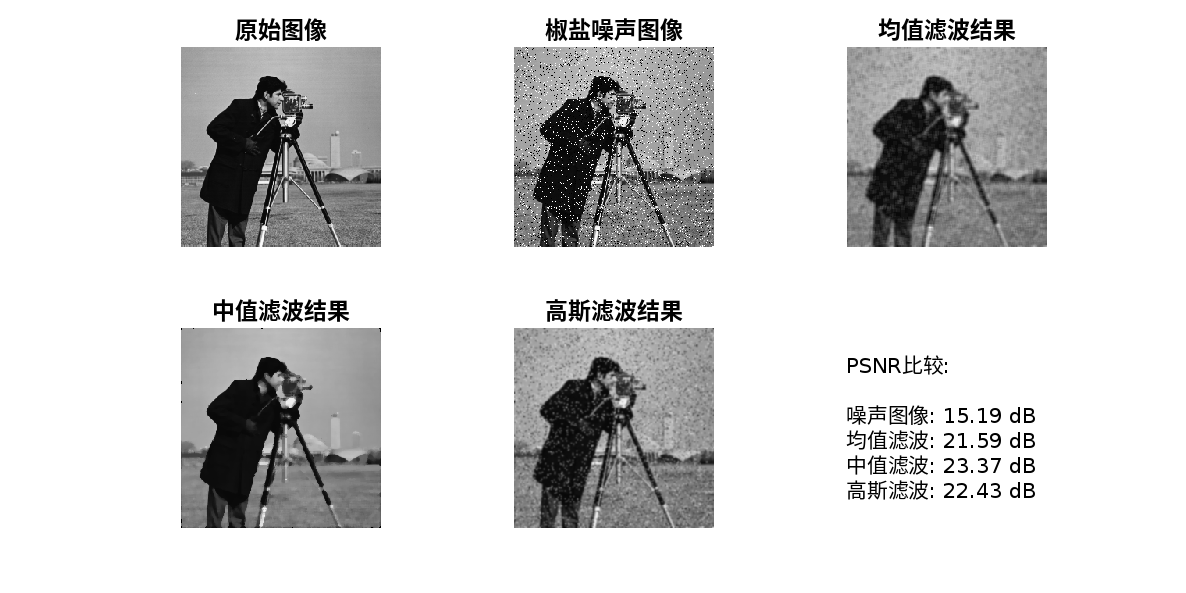 原始图像
椒盐噪声图像
均值滤波结果
中值滤波结果
高斯滤波结果
PSNR比较:
噪声图像: 15.19 dB
均值滤波: 21.59 dB
中值滤波: 23.37 dB
高斯滤波: 22.43 dB